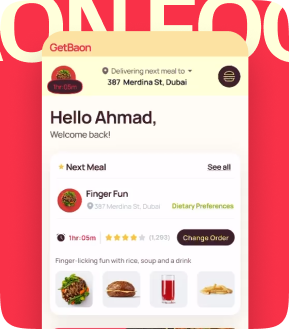 AON FOO
GetBaon
Delivering next meal to
387 Merdina St, Dubai
1hr:05m
Hello Ahmad,
Welcome back!
Next Meal
See all
Finger Fun
387 Merdina St, Dubai
Dietary Preferences
1hr:05m
(1,293)
Change Order
Finger-licking fun with rice, soup and a drink